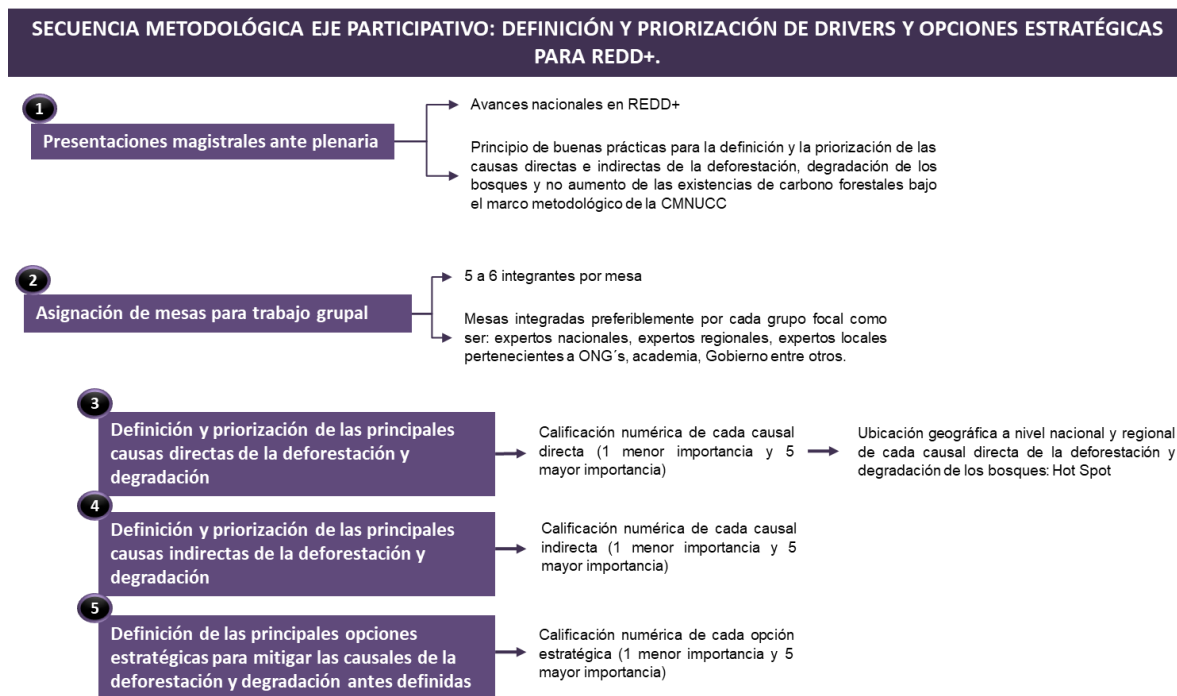 SECUENCIA METODOLÓGICA EJE PARTICIPATIVO: DEFINICIÓN Y PRIORIZACIÓN DE DRIVERS Y OPCIONES ESTRATÉGICAS
PARA REDD+.
1
Presentaciones magistrales ante plenaria
Avances nacionales en REDD+
Principio de buenas prácticas para la definición y la priorización de las
causas directas e indirectas de la deforestación, degradación de los
bosques y no aumento de las existencias de carbono forestales bajo
el marco metodológico de la CMNUCC
2
Asignación de mesas para trabajo grupal
5 a 6 integrantes por mesa
Mesas integradas preferiblemente por cada grupo focal como
ser: expertos nacionales, expertos regionales, expertos locales
pertenecientes a ONG´s, academia, Gobierno entre otros.
3
Definición y priorización de las principales
causas directas de la deforestación y
degradación
Calificación numérica de cada causal
directa (1 menor importancia y 5
mayor importancia)
Ubicación geográfica a nivel nacional y regional
de cada causal directa de la deforestación y
degradación de los bosques: Hot Spot
4
Definición y priorización de las principales
causas indirectas de la deforestación y
degradación
Calificación numérica de cada causal
indirecta (1 menor importancia y 5
mayor importancia)
5
Definición de las principales opciones
estratégicas para mitigar las causales de la
deforestación y degradación antes definidas
Calificación numérica de cada opción
estratégica (1 menor importancia y 5
mayor importancia)